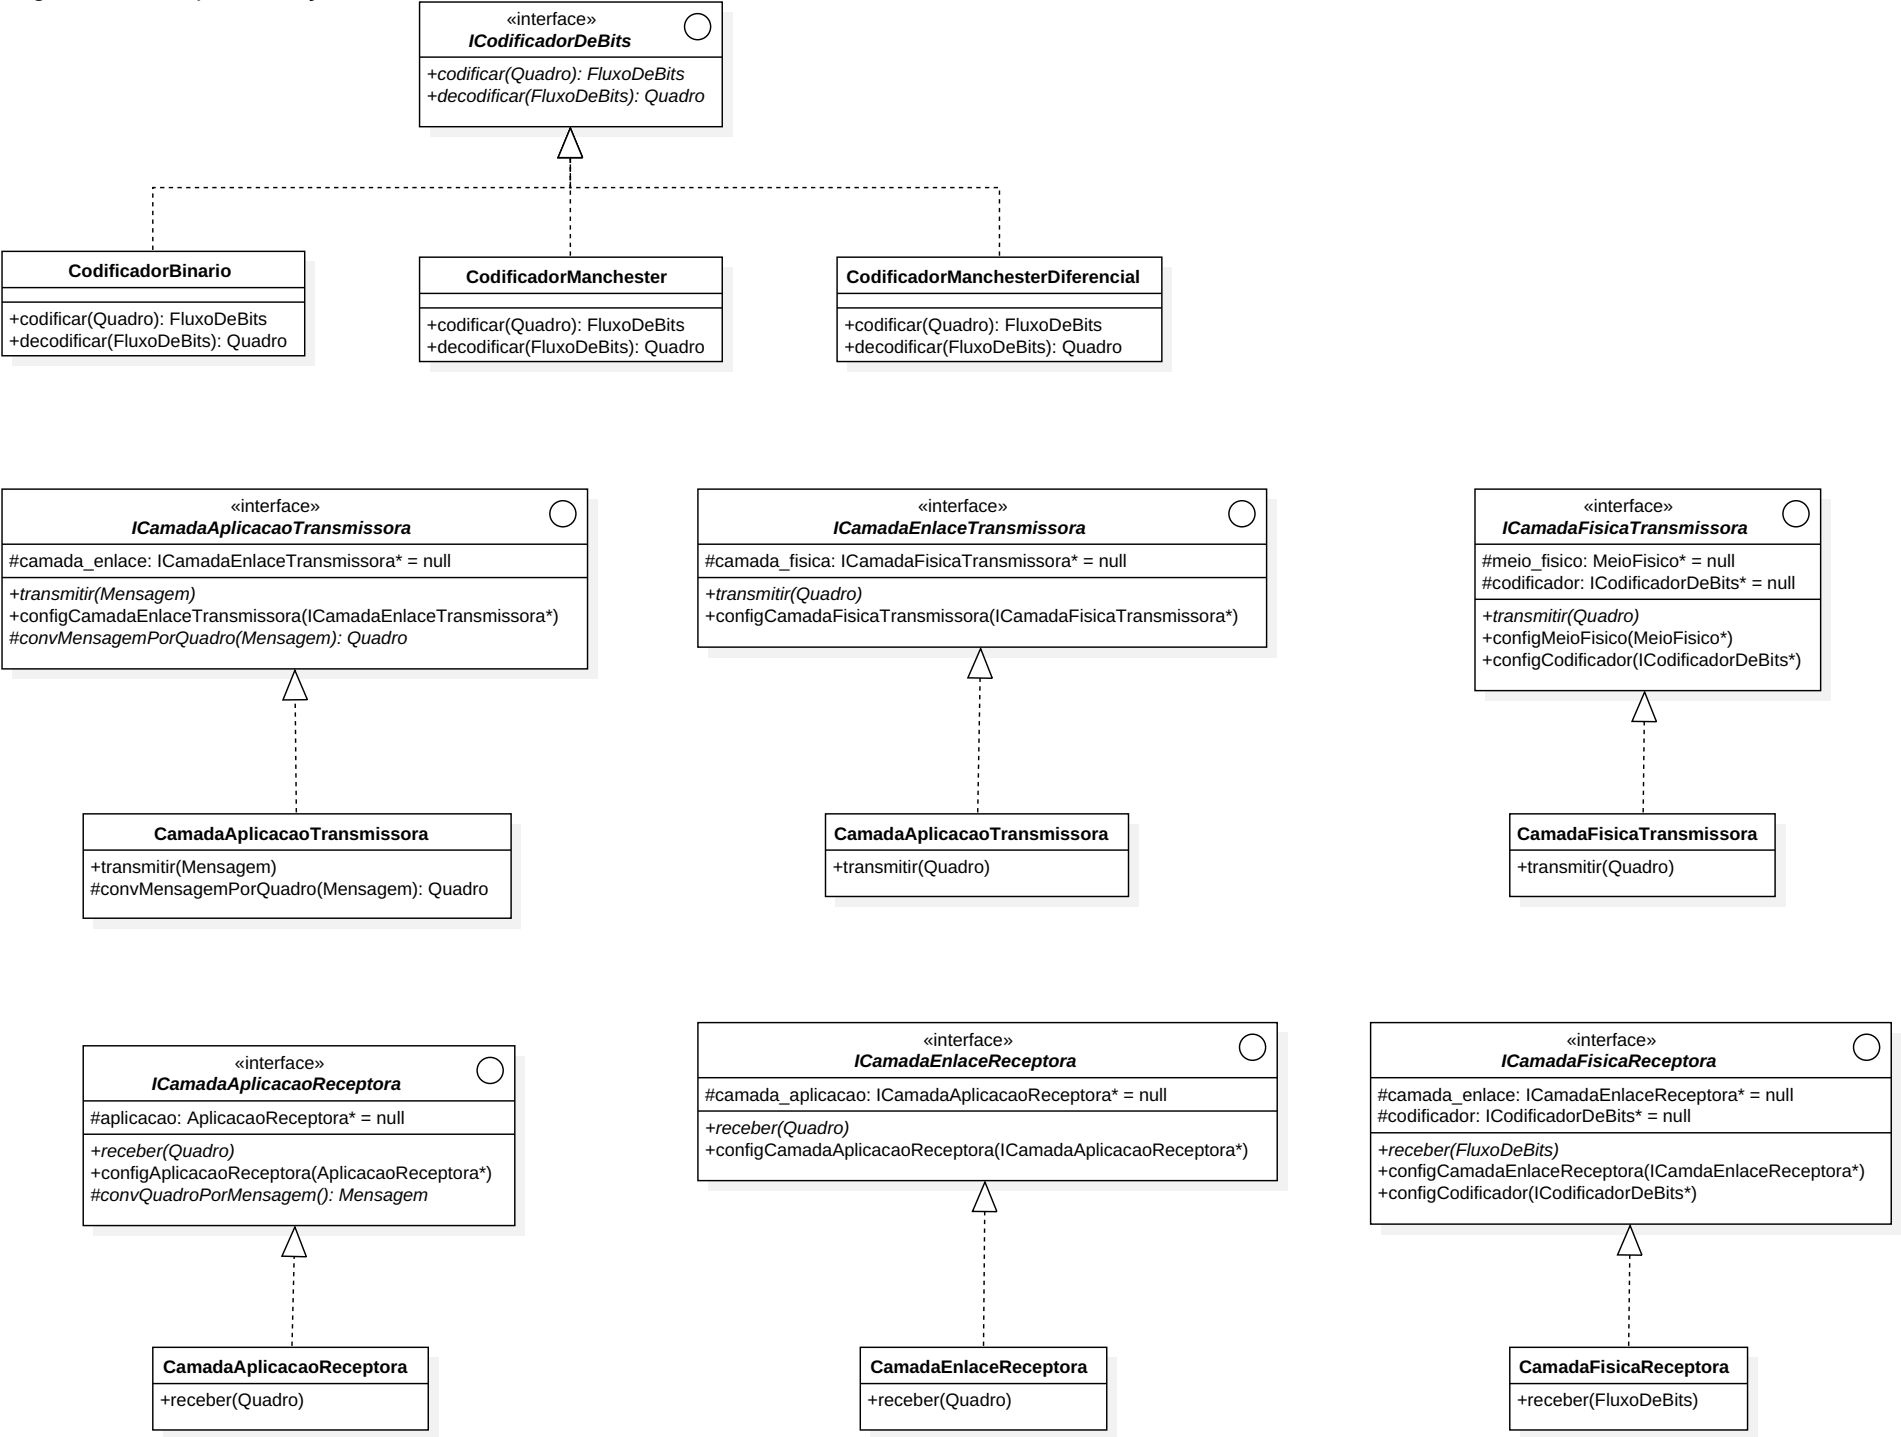 «interface»
ICodificadorDeBits
+codificar(Quadro): FluxoDeBits
+decodificar(FluxoDeBits): Quadro
CodificadorBinario
+codificar(Quadro): FluxoDeBits
+decodificar(FluxoDeBits): Quadro
CodificadorManchester
+codificar(Quadro): FluxoDeBits
+decodificar(FluxoDeBits): Quadro
CodificadorManchesterDiferencial
+codificar(Quadro): FluxoDeBits
+decodificar(FluxoDeBits): Quadro
«interface»
ICamadaAplicacaoTransmissora
#camada_enlace: ICamadaEnlaceTransmissora* = null
+transmitir(Mensagem)
+configCamadaEnlaceTransmissora(ICamadaEnlaceTransmissora*)
#convMensagemPorQuadro(Mensagem): Quadro
«interface»
ICamadaEnlaceTransmissora
#camada_fisica: ICamadaFisicaTransmissora* = null
+transmitir(Quadro)
+configCamadaFisicaTransmissora(ICamadaFisicaTransmissora*)
«interface»
ICamadaFisicaTransmissora
#meio_fisico: MeioFisico* = null
#codificador: ICodificadorDeBits* = null
+transmitir(Quadro)
+configMeioFisico(MeioFisico*)
+configCodificador(ICodificadorDeBits*)
CamadaAplicacaoTransmissora
+transmitir(Mensagem)
#convMensagemPorQuadro(Mensagem): Quadro
CamadaAplicacaoTransmissora
+transmitir(Quadro)
CamadaFisicaTransmissora
+transmitir(Quadro)
«interface»
ICamadaAplicacaoReceptora
#aplicacao: AplicacaoReceptora* = null
+receber(Quadro)
+configAplicacaoReceptora(AplicacaoReceptora*)
#convQuadroPorMensagem(): Mensagem
«interface»
ICamadaEnlaceReceptora
#camada_aplicacao: ICamadaAplicacaoReceptora* = null
+receber(Quadro)
+configCamadaAplicacaoReceptora(ICamadaAplicacaoReceptora*)
«interface»
ICamadaFisicaReceptora
#camada_enlace: ICamadaEnlaceReceptora* = null
#codificador: ICodificadorDeBits* = null
+receber(FluxoDeBits)
+configCamadaEnlaceReceptora(ICamdaEnlaceReceptora*)
+configCodificador(ICodificadorDeBits*)
CamadaAplicacaoReceptora
+receber(Quadro)
CamadaEnlaceReceptora
+receber(Quadro)
CamadaFisicaReceptora
+receber(FluxoDeBits)